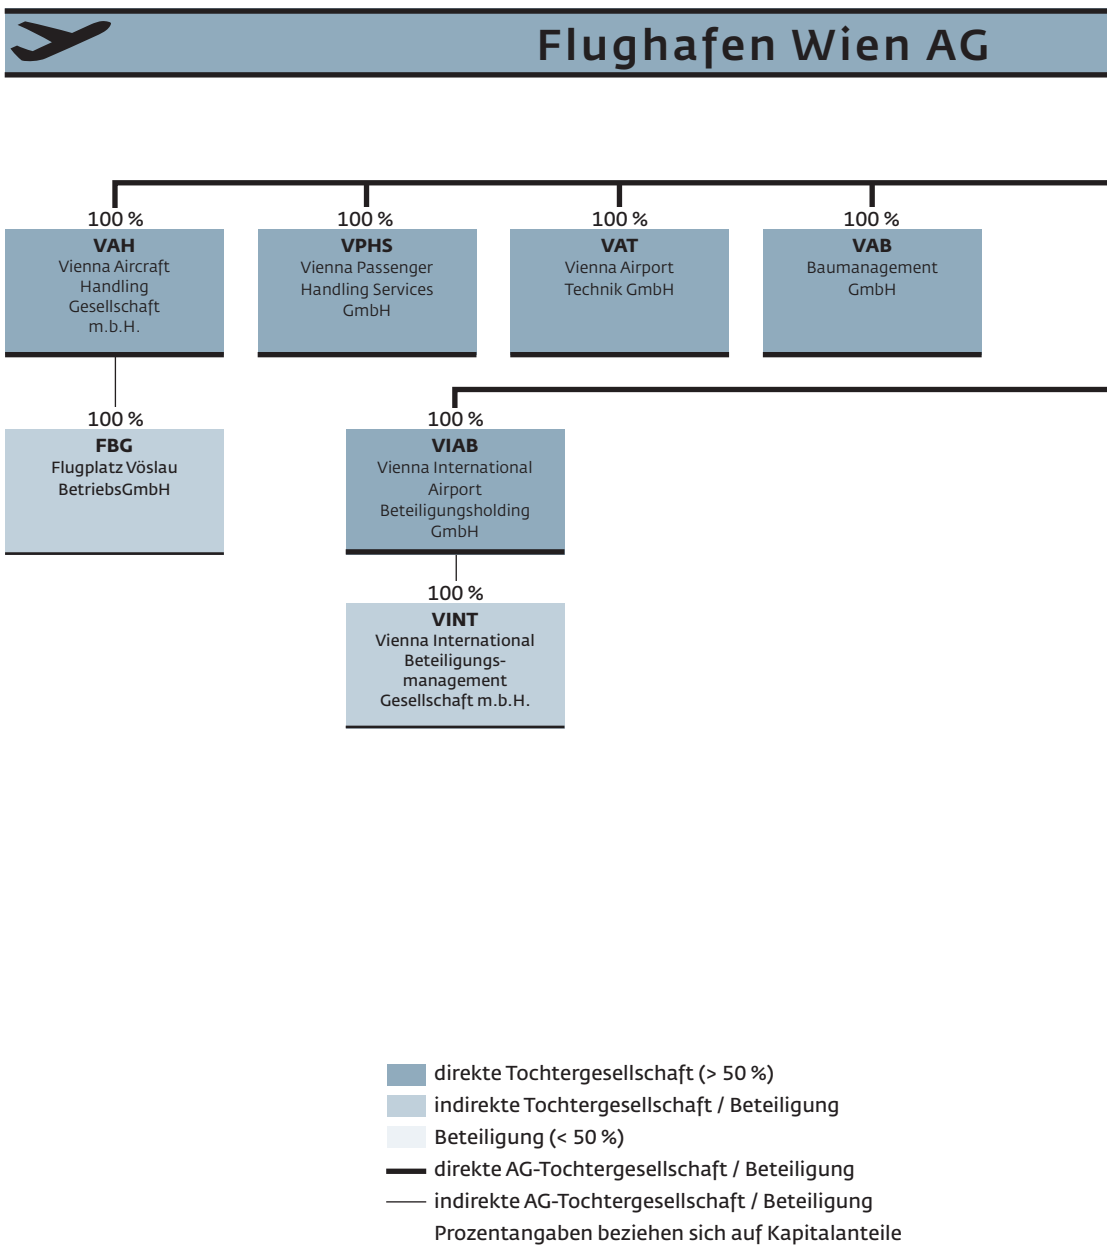 Flughafen Wien AG
100 %
100 %
100 %
100 %
VAH
Vienna Aircraft
Handling
Gesellschaft
m.b.H.
VPHS
Vienna Passenger
Handling Services
GmbH
VAT
Vienna Airport
Technik GmbH
VAB
Baumanagement
GmbH
100 %
FBG
Flugplatz Vöslau
BetriebsGmbH
100 %
VIAB
Vienna International
Airport
Beteiligungsholding
GmbH
100 %
VINT
Vienna International
Beteiligungs-
management
Gesellschaft m.b.H.
direkte Tochtergesellschaft (> 50 %)
indirekte Tochtergesellschaft / Beteiligung
Beteiligung (< 50 %)
direkte AG-Tochtergesellschaft / Beteiligung
indirekte AG-Tochtergesellschaft / Beteiligung
Prozentangaben beziehen sich auf Kapitalanteile